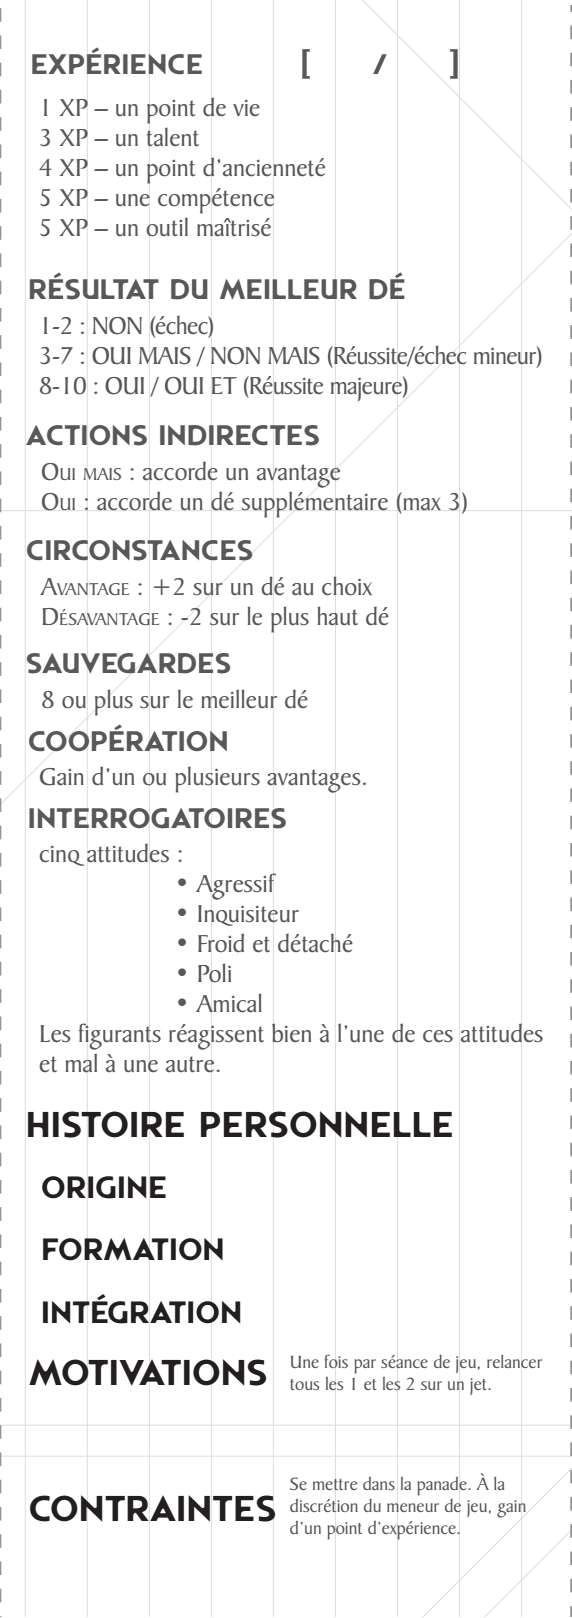 EXPÉRIENCE [ / ]
1 XP – un point de vie
3 XP – un talent
4 XP – un point d'ancienneté
5 XP – une compétence
5 XP – un outil maîtrisé
RÉSULTAT DU MEILLEUR DÉ
1-2 : NON (échec)
3-7 : OUI MAIS / NON MAIS (Réussite/échec mineur)
8-10 : OUI / OUI ET (Réussite majeure)
ACTIONS INDIRECTES
Oui mais : accorde un avantage
Oui : accorde un dé supplémentaire (max 3)
CIRCONSTANCES
Avantage : +2 sur un dé au choix
Désavantage : -2 sur le plus haut dé
SAUVEGARDES
8 ou plus sur le meilleur dé
COOPÉRATION
Gain d'un ou plusieurs avantages.
INTERROGATOIRES
cinq attitudes :
• Agressif
• Inquisiteur
• Froid et détaché
• Poli
• Amical
Les figurants réagissent bien à l'une de ces attitudes
et mal à une autre.
HISTOIRE PERSONNELLE
ORIGINE
FORMATION
INTÉGRATION
MOTIVATIONS
Une fois par séance de jeu, relancer
tous les 1 et les 2 sur un jet.
CONTRAINTES
Se mettre dans la panade. À la
discrétion du meneur de jeu, gain
d'un point d'expérience.